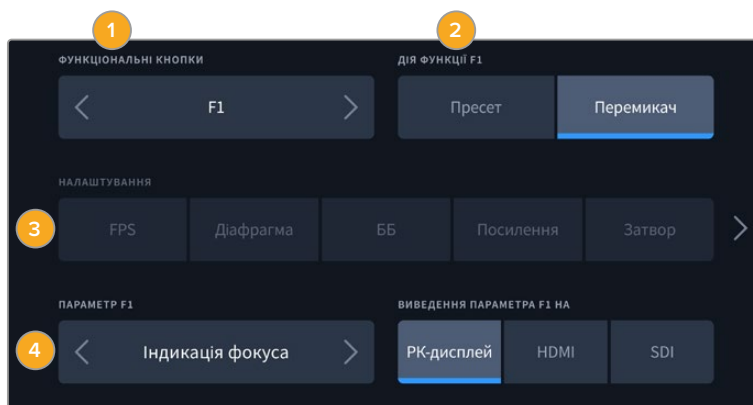 1
2
ФУНКЦІОНАЛЬНІ КНОПКИ
ДІЯ ФУНКЦІЇ F1
F1
Пресет
Перемикач
НАЛАШТУВАННЯ
3
FPS
Діафрагма
ББ
Посилення
Затвор
ПАРАМЕТР F1
ВИВЕДЕННЯ ПАРАМЕТРА F1 НА
4
Індикація фокуса
РК-дисплей
HDMI
SDI